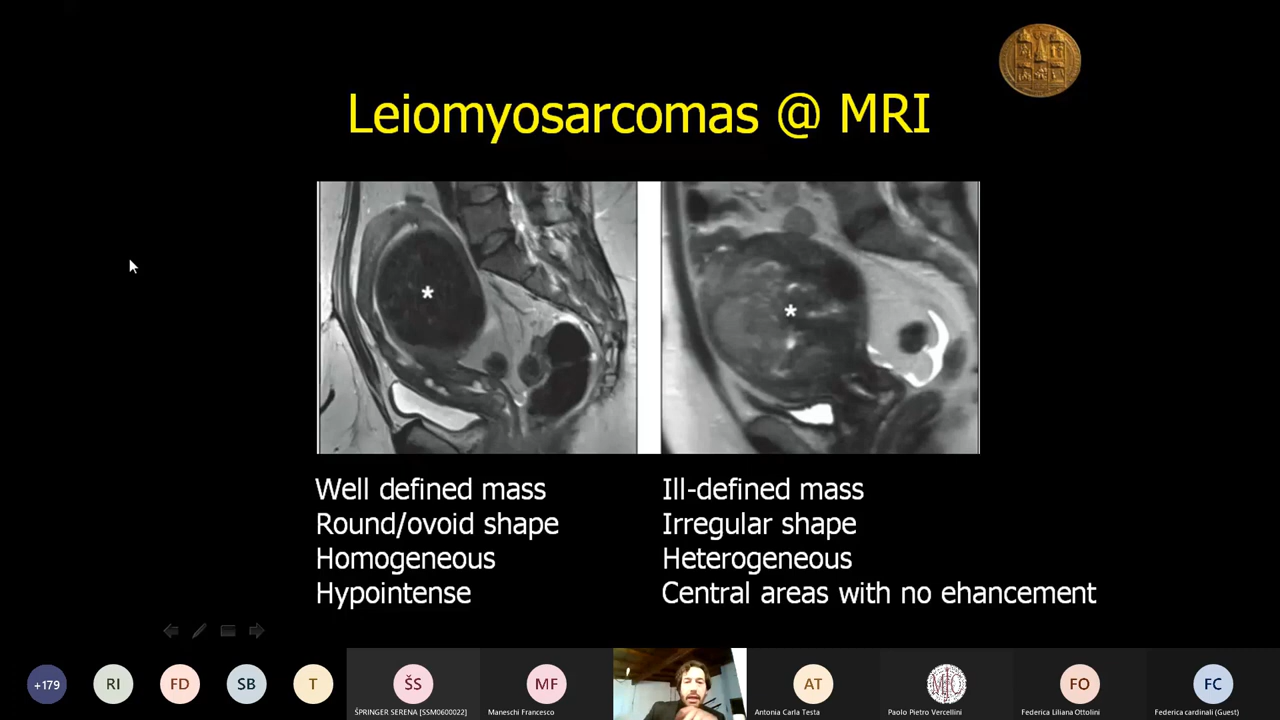 Leiomyosarcomas @ MRI
*
*
Well defined mass
Round/ovoid shape
Homogeneous
Hypointense
Ill-defined mass
Irregular shape
Heterogeneous
Central areas with no ehancement
+179
RI
FD
SB
T
ŠS
ŠPRINGER SERENA [SSM0600022]
MF
Maneschi Francesco
AT
Antonia Carla Testa
Paolo Pietro Vercellini
FO
Federica Liliana Ottolini
FC
Federica cardinali (Guest)